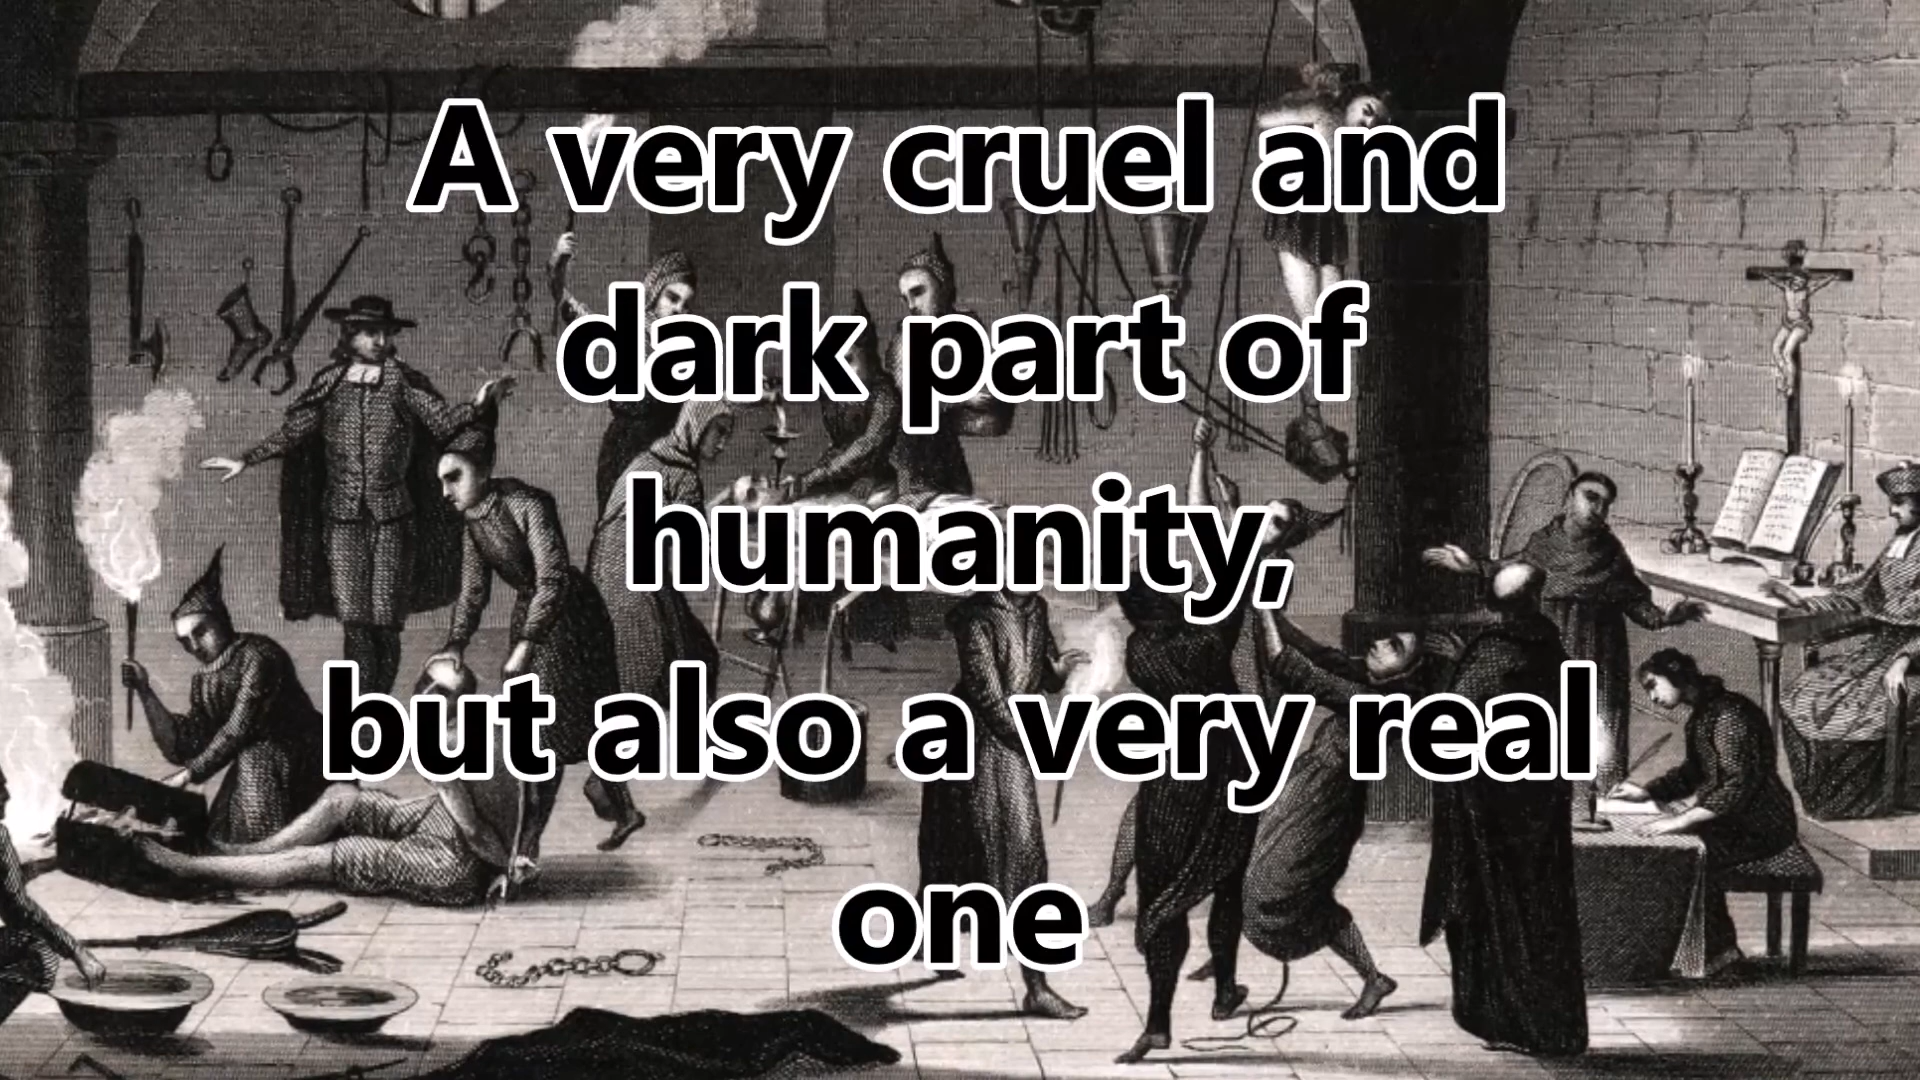 A very cruel and
dark part of
humanity,
but also a very real
one